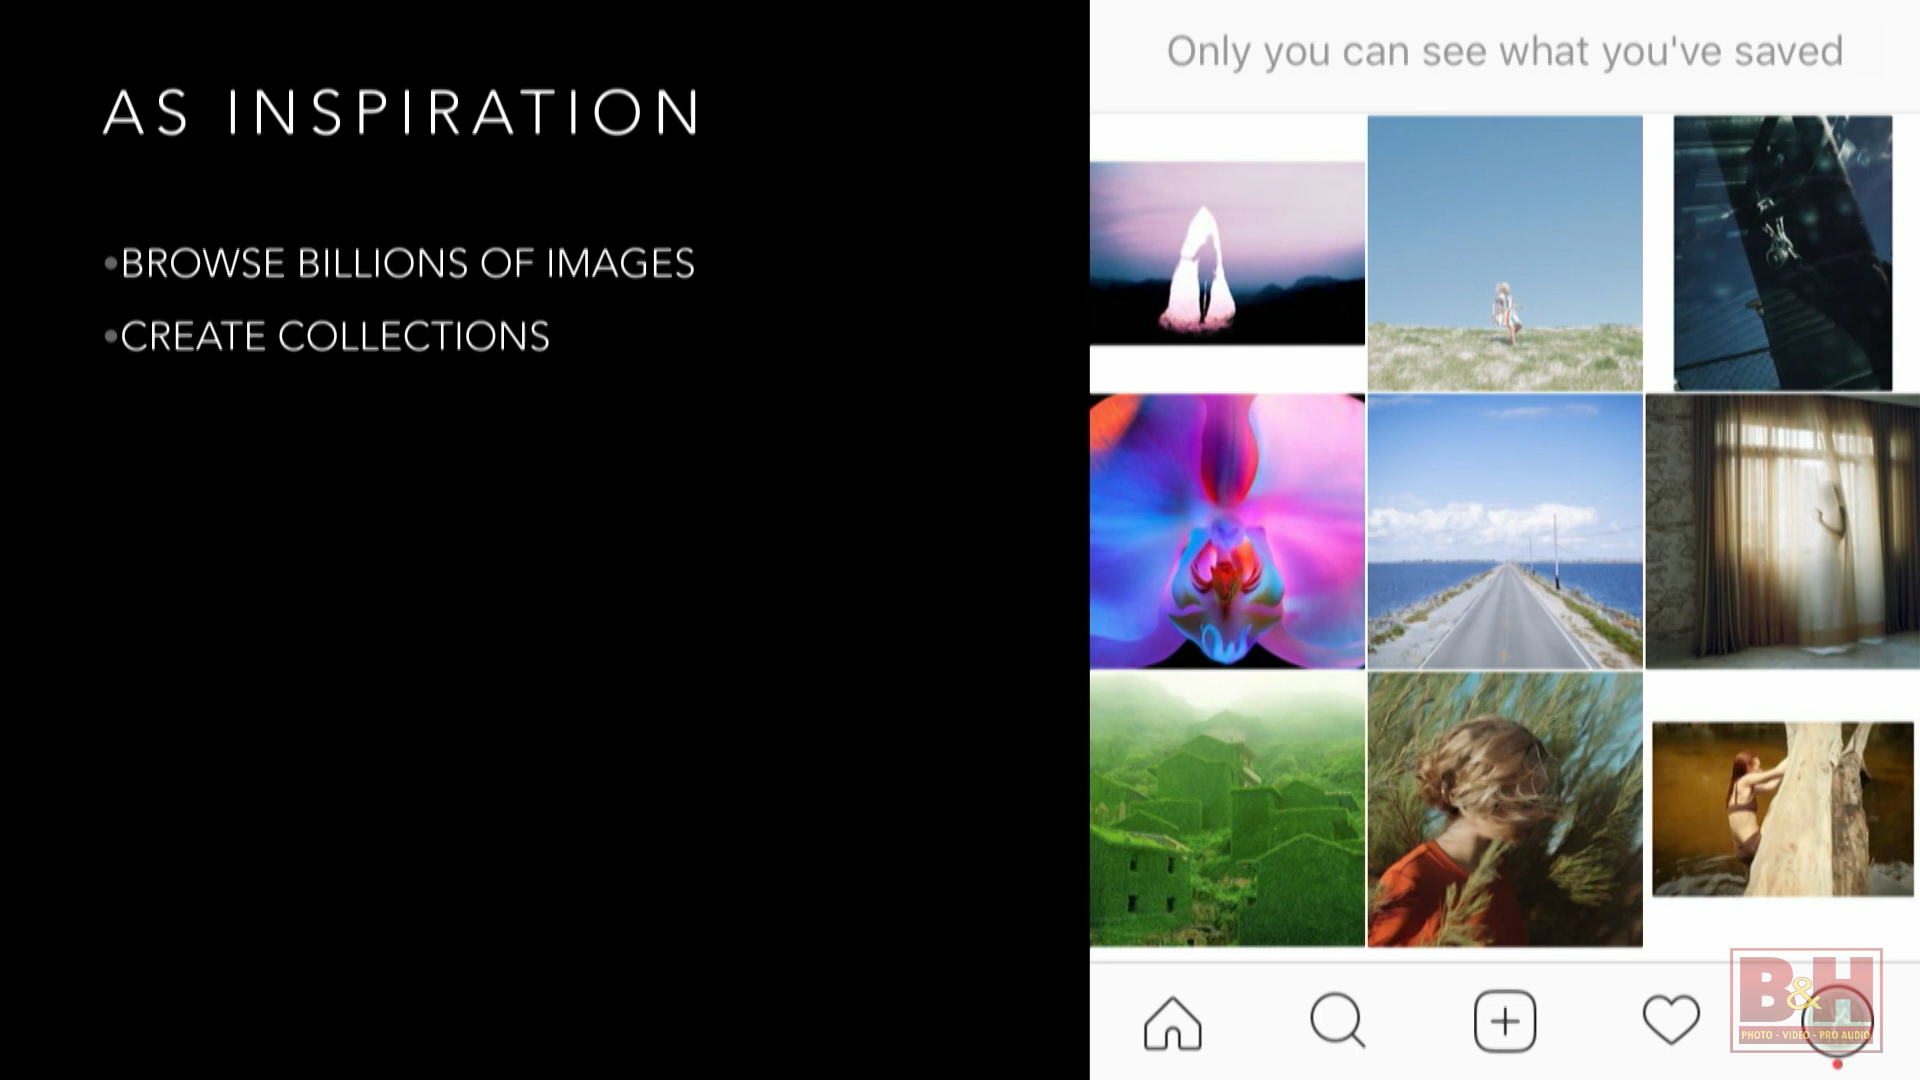 AS INSPIRATION
•BROWSE BILLIONS OF IMAGES
•CREATE COLLECTIONS
Only you can see what you've saved
B&H
PHOTO - VIDEO - PRO AUDIO